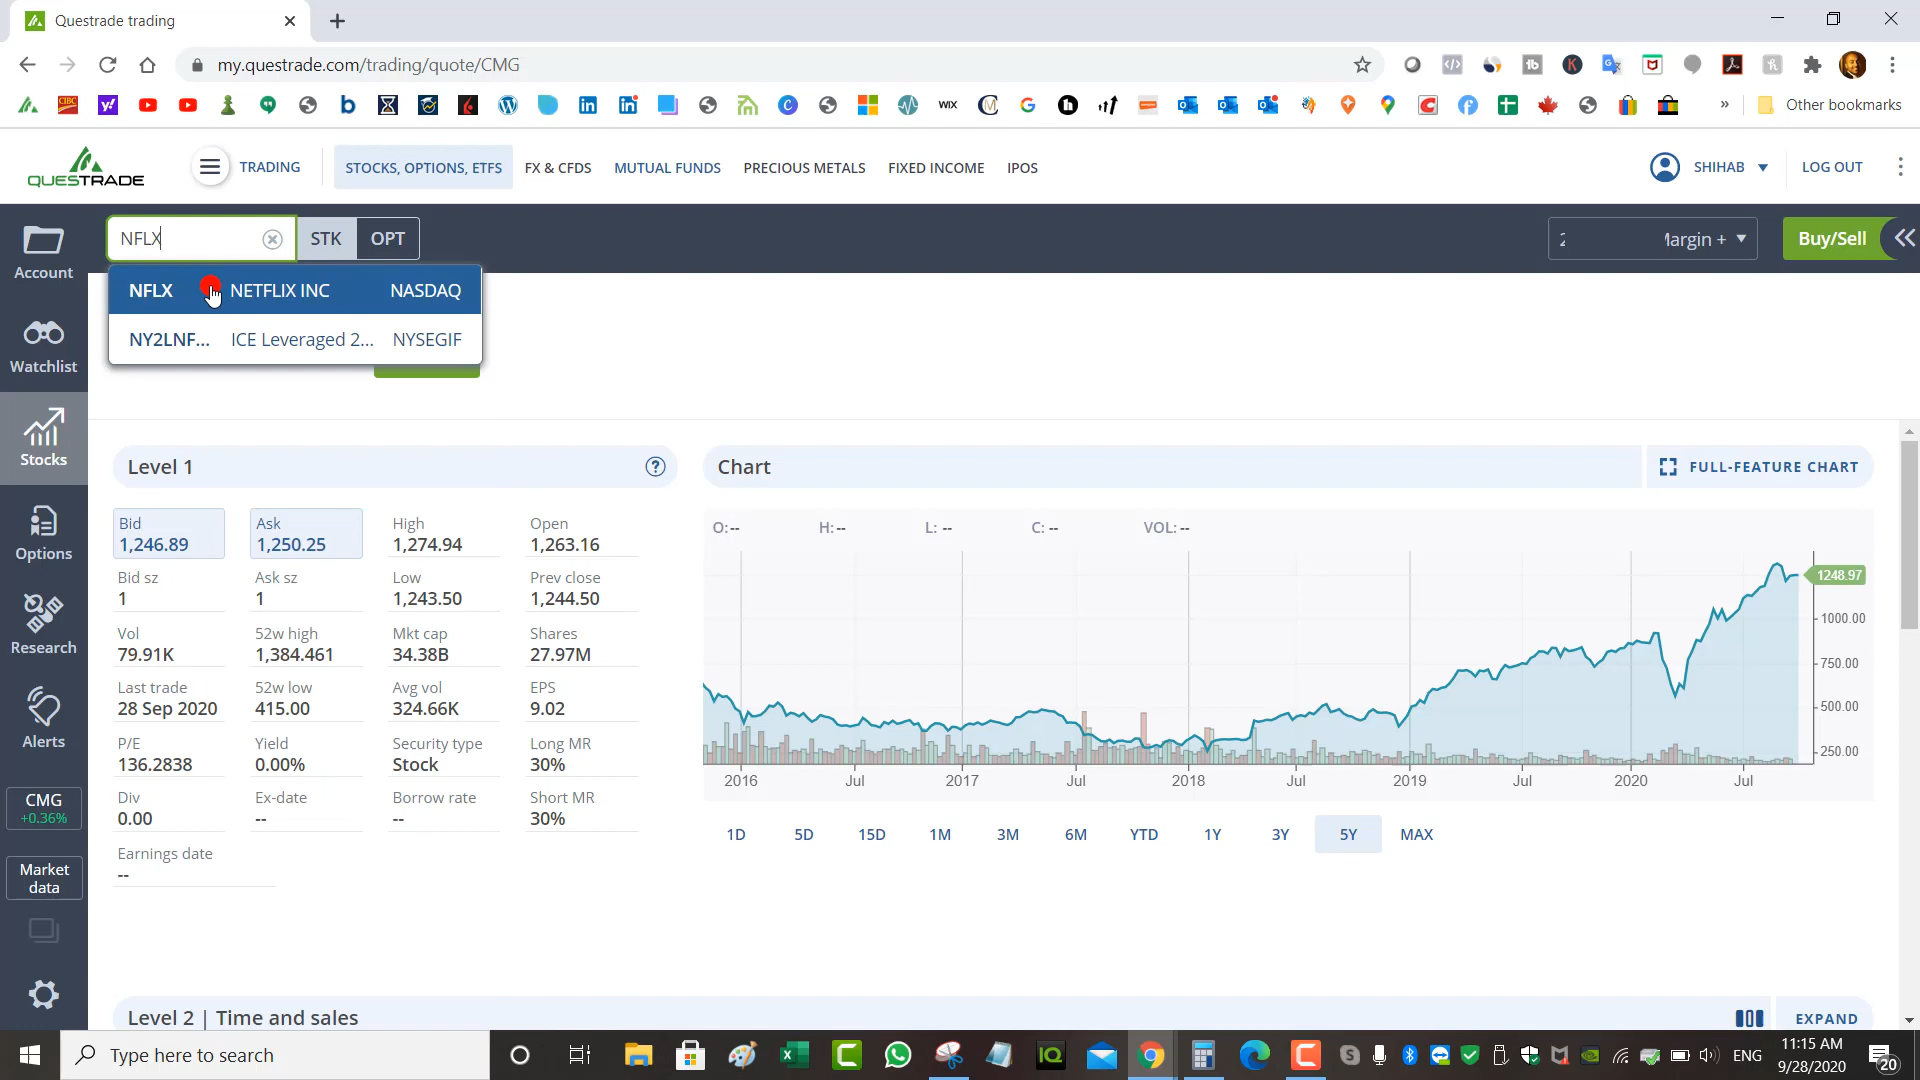 Questrade trading
my.questrade.com/trading/quote/CMG
Other bookmarks
QUESTRADE
TRADING
STOCKS, OPTIONS, ETFS
FX & CFDS
MUTUAL FUNDS
PRECIOUS METALS
FIXED INCOME
IPOS
SHIHAB
LOG OUT
NFLX
STK
OPT
Margin +
Buy/Sell
NFLX NETFLIX INC NASDAQ
NY2LNF... ICE Leveraged 2... NYSEGIF
Account
Watchlist
Stocks
Options
Research
Alerts
CMG
+0.36%
Market
data
Level 1
Bid Ask High Open
1,246.89 1,250.25 1,274.94 1,263.16
Bid sz Ask sz Low Prev close
1 1 1,243.50 1,244.50
Vol 52w high Mkt cap Shares
79.91K 1,384.461 34.38B 27.97M
Last trade 52w low Avg vol EPS
28 Sep 2020 415.00 324.66K 9.02
P/E Yield Security type Long MR
136.2838 0.00% Stock 30%
Div Ex-date Borrow rate Short MR
0.00 -- -- 30%
Earnings date
--
Chart
FULL-FEATURE CHART
O:-- H:-- L: -- C: -- VOL: --
1248.97
1000.00
750.00
500.00
250.00
2016 Jul 2017 Jul 2018 Jul 2019 Jul 2020 Jul
1D 5D 15D 1M 3M 6M YTD 1Y 3Y 5Y MAX
Level 2 | Time and sales
EXPAND
Type here to search
ENG
11:15 AM
9/28/2020
20